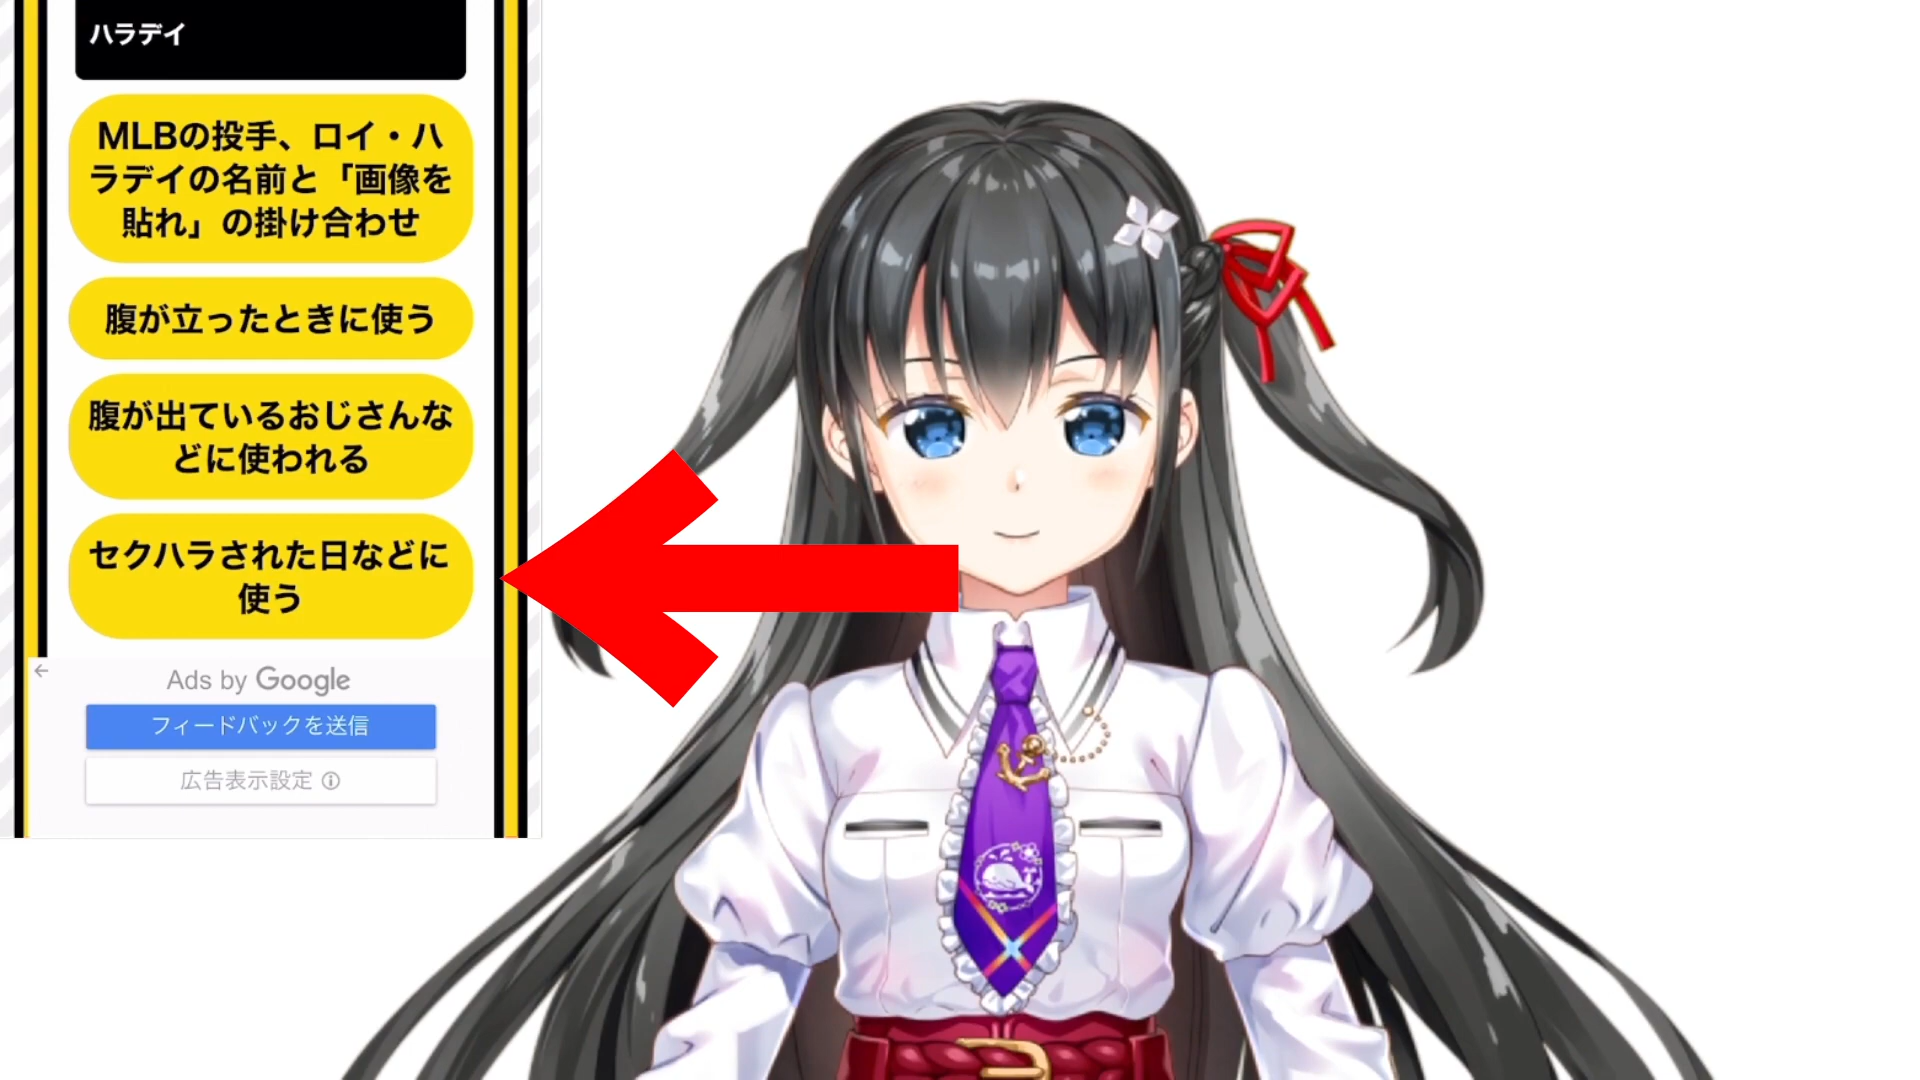 ハラデイ
MLBの投手、ロイ・ハ
ラデイの名前と「画像を
貼れ」の掛け合わせ
腹が立ったときに使う
腹が出ているおじさんな
どに使われる
セクハラされた日などに
使う
Ads by Google
フィードバックを送信
広告表示設定